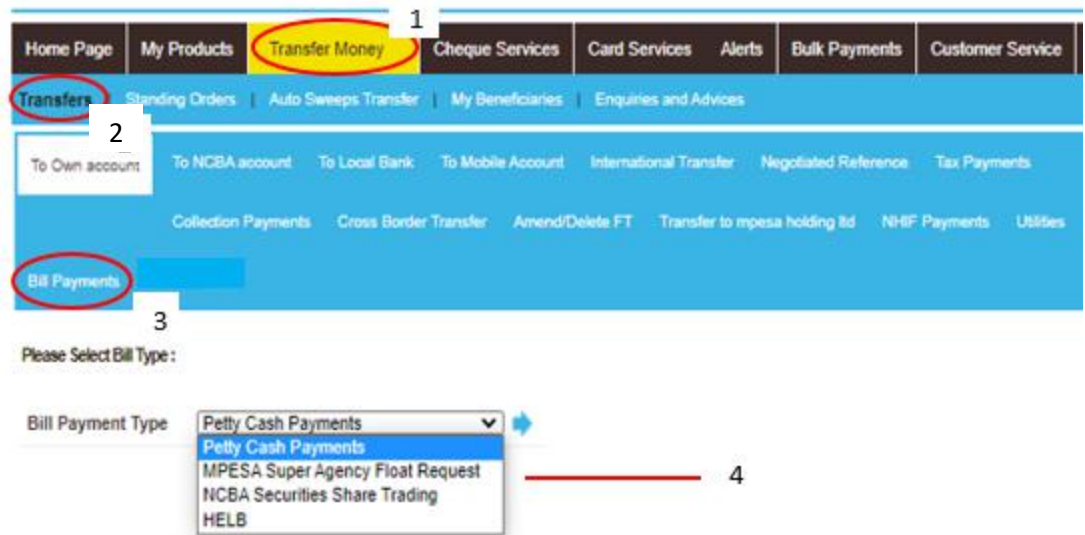 1
Home Page My Products Transfer Money Cheque Services Card Services Alerts Bulk Payments Customer Service
Transfers | Standing Orders | Auto Sweeps Transfer | My Beneficiaries | Enquiries and Advices
2
To Own account To NCBA account To Local Bank To Mobile Account International Transfer Negotiated Reference Tax Payments
Collection Payments Cross Border Transfer Amend/Delete FT Transfer to mpesa holding ltd NHIF Payments Utilities
Bill Payments
3
Please Select Bill Type :
Bill Payment Type Petty Cash Payments
Petty Cash Payments
MPESA Super Agency Float Request
NCBA Securities Share Trading
HELB
4